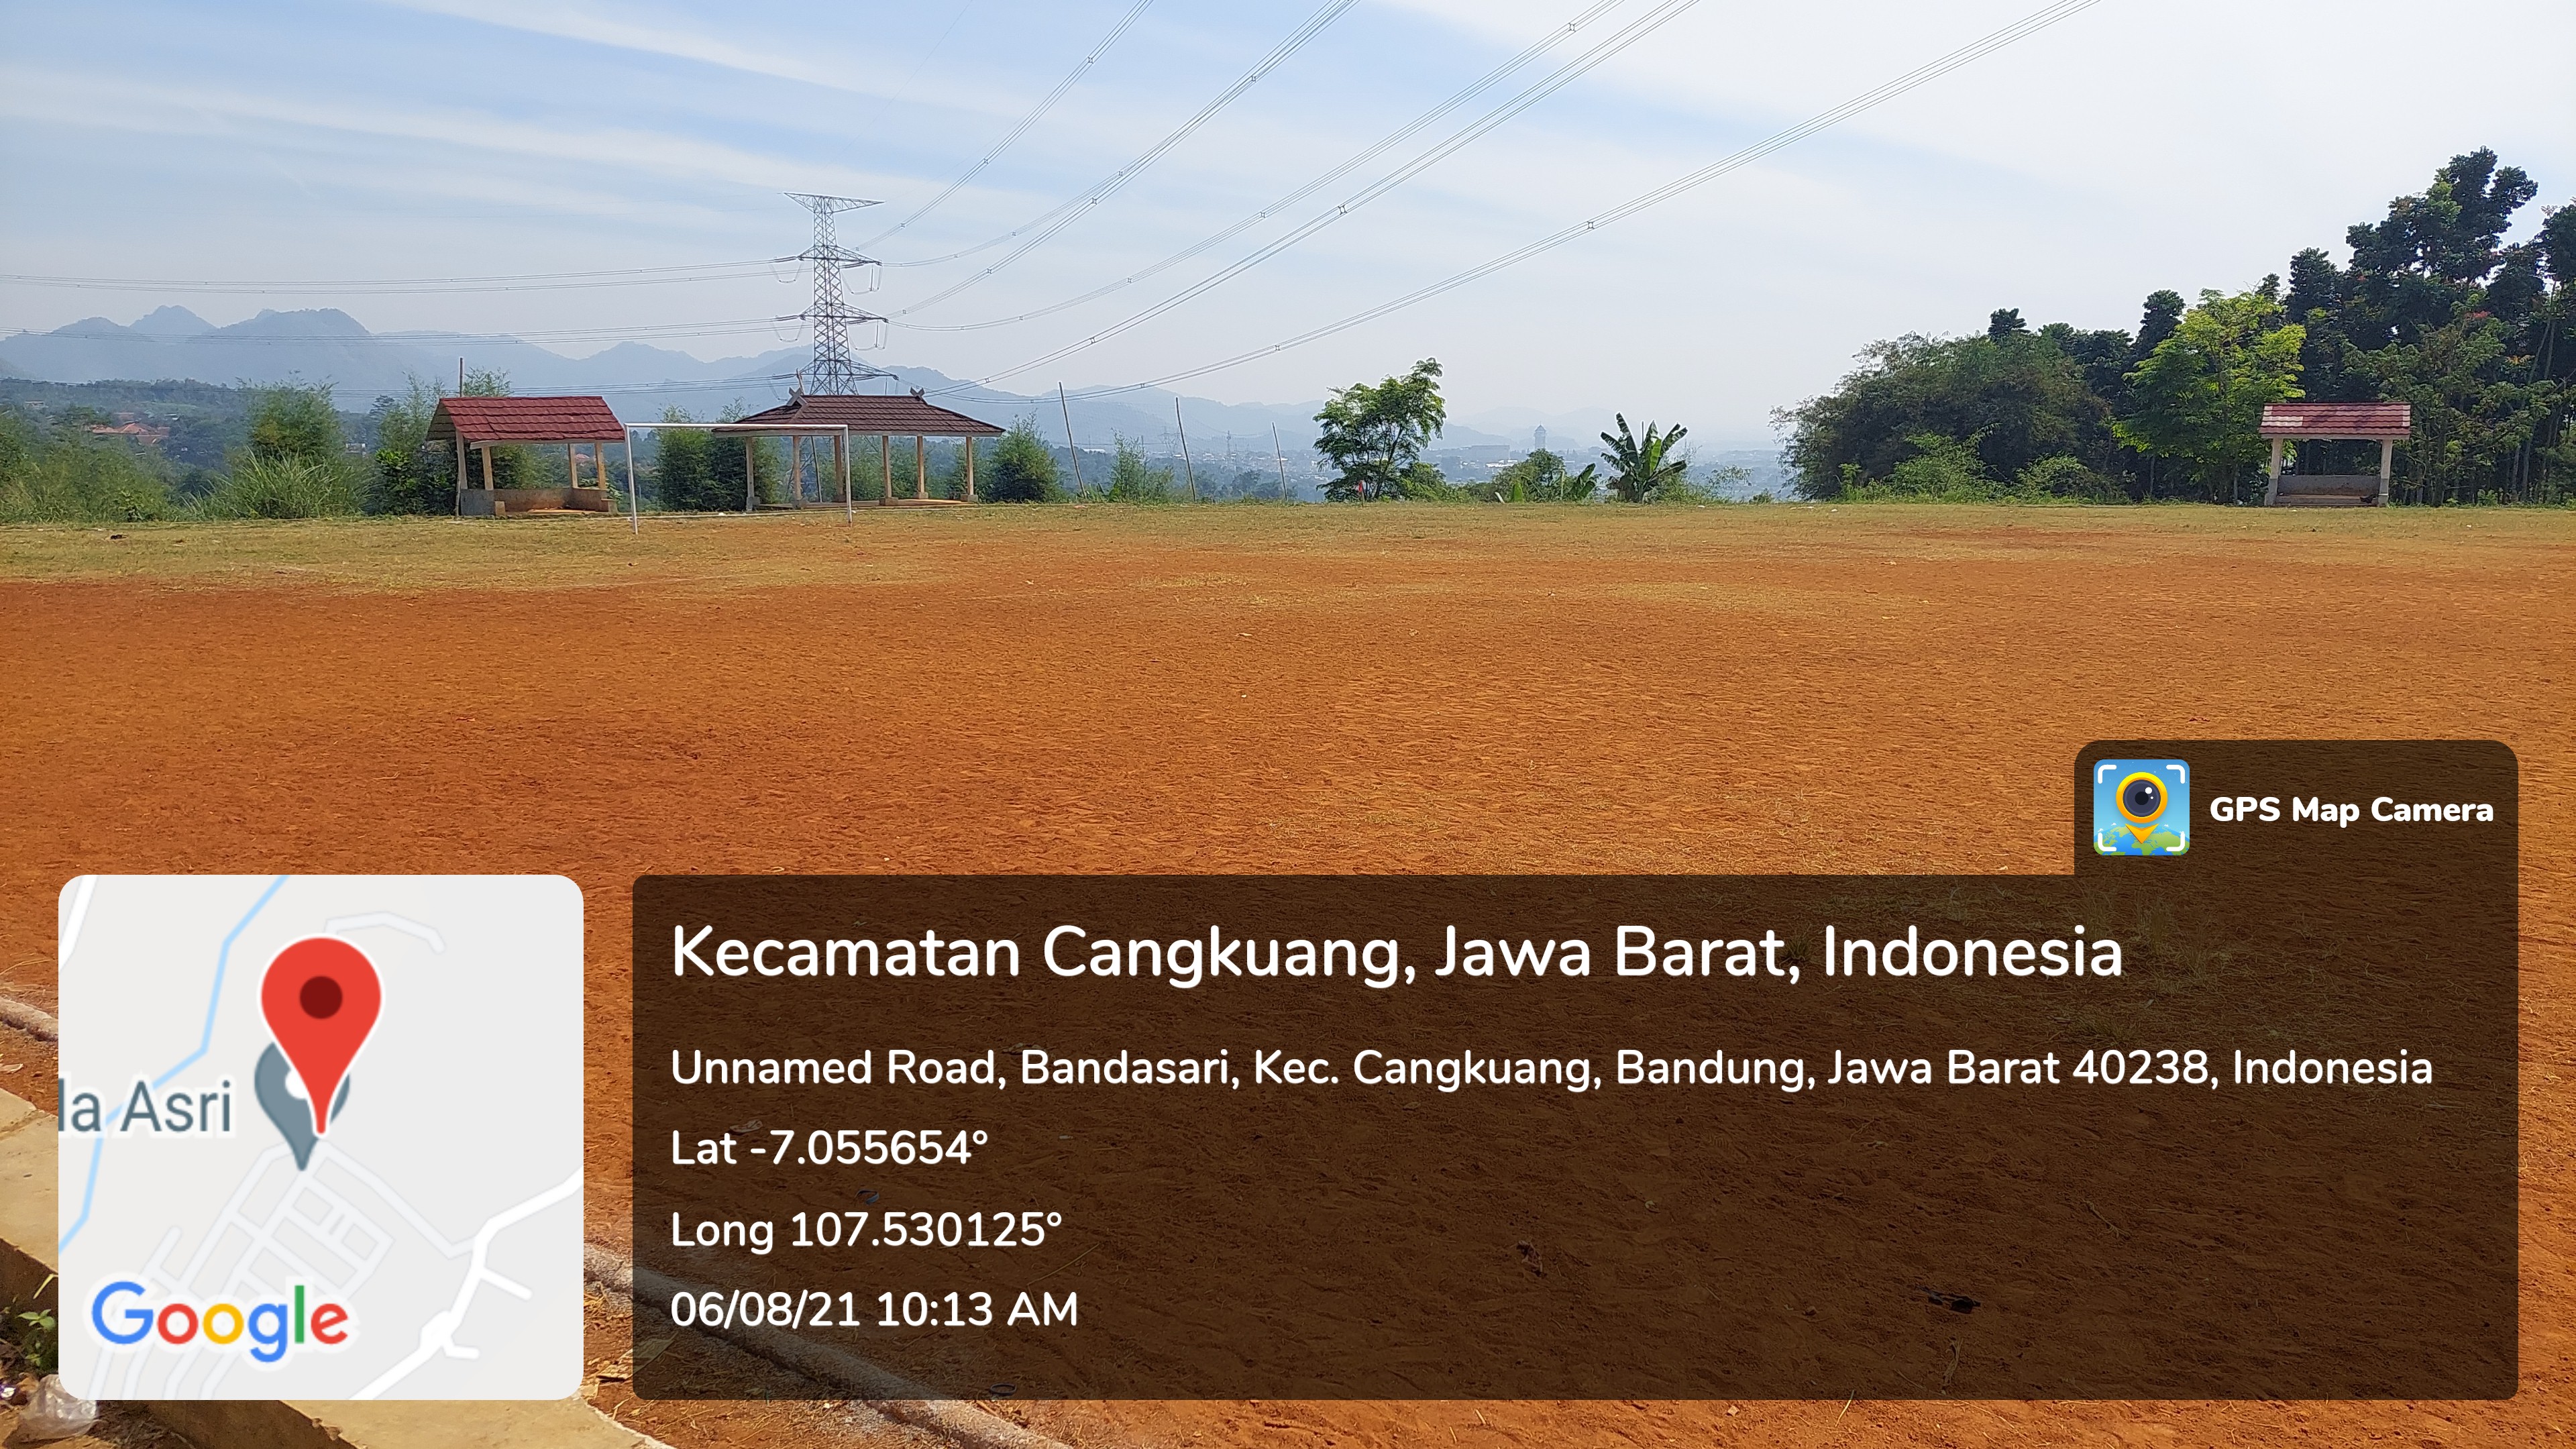 GPS Map Camera
Kecamatan Cangkuang, Jawa Barat, Indonesia
Unnamed Road, Bandasari, Kec. Cangkuang, Bandung, Jawa Barat 40238, Indonesia
Lat -7.055654°
Long 107.530125°
06/08/21 10:13 AM
la Asri
Google